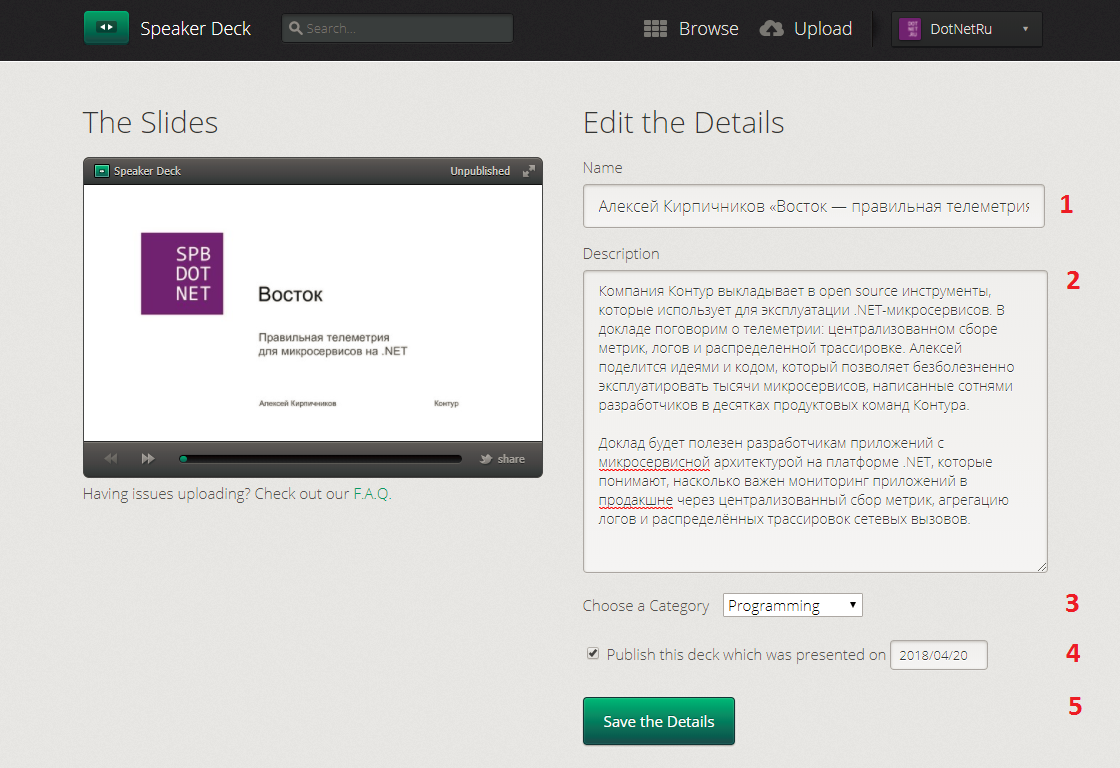 Speaker Deck
Search...
Browse
Upload
DotNetRu
The Slides
Speaker Deck
Unpublished
SPB
DOT
NET
Восток
Правильная телеметрия
для микросервисов на .NET
Алексей Кирпичников
Контур
share
Having issues uploading? Check out our F.A.Q.
Edit the Details
Name
Алексей Кирпичников «Восток — правильная телеметрия
1
Description
2
Компания Контур выкладывает в open source инструменты,
которые использует для эксплуатации .NET-микросервисов. В
докладе поговорим о телеметрии: централизованном сборе
метрик, логов и распределенной трассировке. Алексей
поделится идеями и кодом, который позволяет безболезненно
эксплуатировать тысячи микросервисов, написанные сотнями
разработчиков в десятках продуктовых команд Контура.
Доклад будет полезен разработчикам приложений с
микросервисной архитектурой на платформе .NET, которые
понимают, насколько важен мониторинг приложений в
продакшне через централизованный сбор метрик, агрегацию
логов и распределённых трассировок сетевых вызовов.
Choose a Category
Programming
3
Publish this deck which was presented on
2018/04/20
4
Save the Details
5